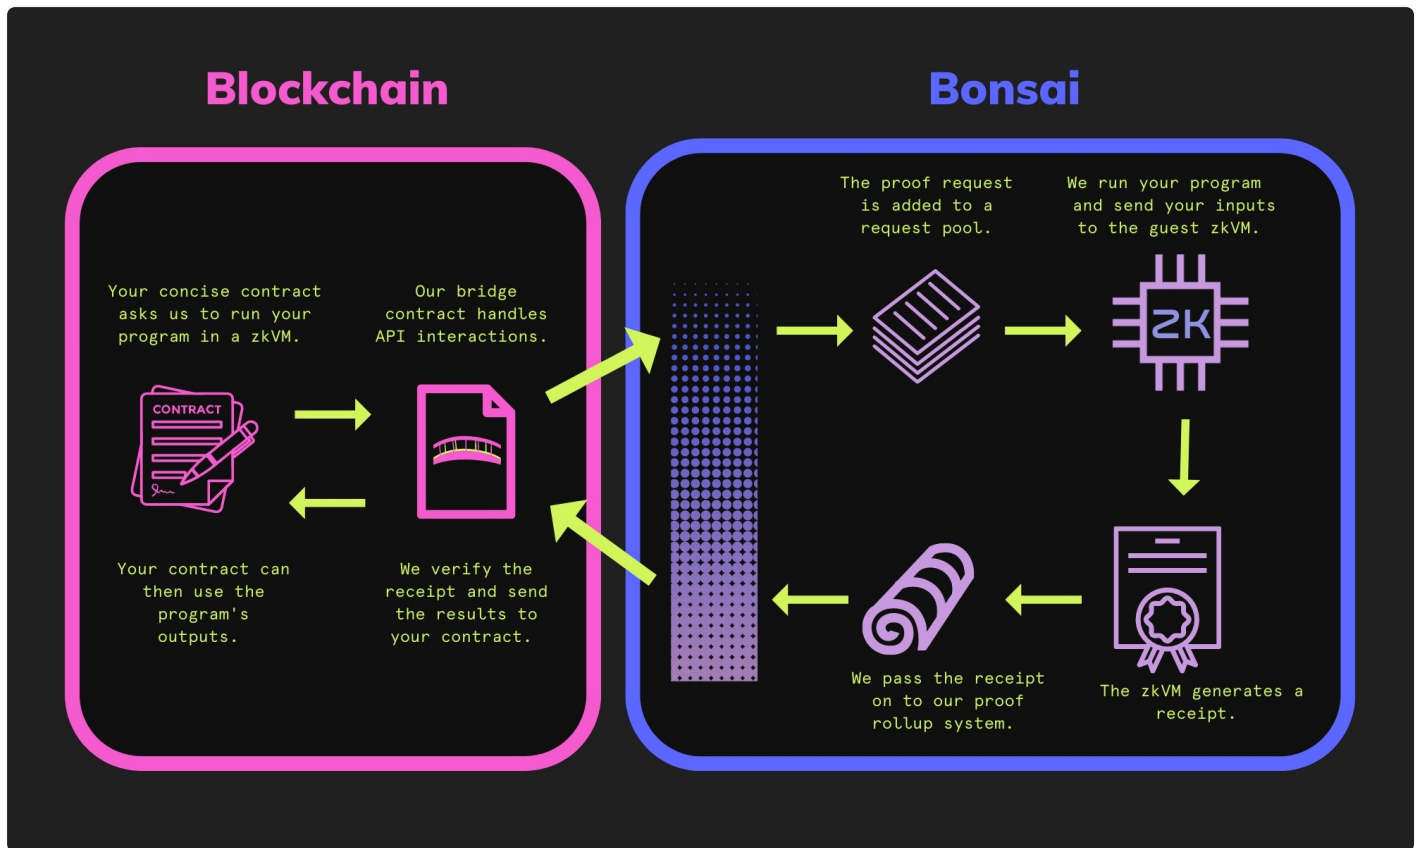 Blockchain
Bonsai
Your concise contract
asks us to run your
program in a zkVM.
Our bridge
contract handles
API interactions.
CONTRACT
Your contract can
then use the
program's
outputs.
We verify the
receipt and send
the results to
your contract.
The proof request
is added to a
request pool.
We run your program
and send your inputs
to the guest zkVM.
ZK
The zkVM generates a
receipt.
We pass the receipt
on to our proof
rollup system.